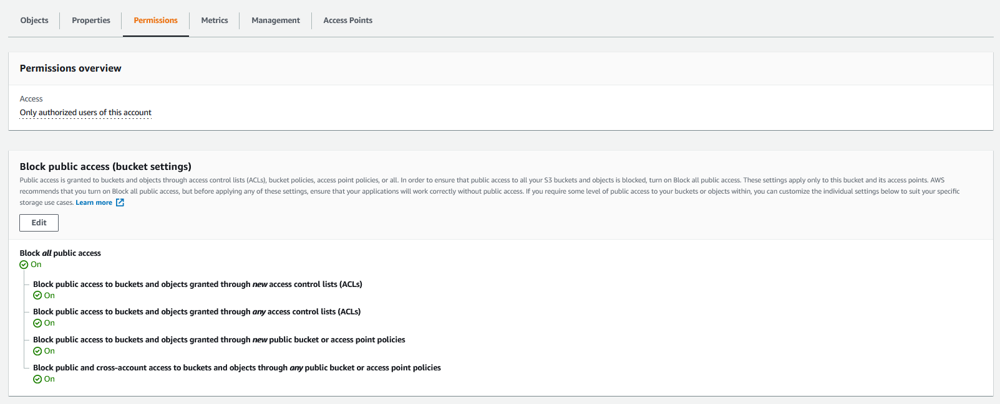 Objects
Properties
Permissions
Metrics
Management
Access Points
Permissions overview
Access
Only authorized users of this account
Block public access (bucket settings)
Public access is granted to buckets and objects through access control lists (ACLs), bucket policies, access point policies, or all. In order to ensure that public access to all your S3 buckets and objects is blocked, turn on Block all public access. These settings apply only to this bucket and its access points. AWS
recommends that you turn on Block all public access, but before applying any of these settings, ensure that your applications will work correctly without public access. If you require some level of public access to your buckets or objects within, you can customize the individual settings below to suit your specific
storage use cases. Learn more
Edit
Block all public access
On
Block public access to buckets and objects granted through new access control lists (ACLs)
On
Block public access to buckets and objects granted through any access control lists (ACLs)
On
Block public access to buckets and objects granted through new public bucket or access point policies
On
Block public and cross-account access to buckets and objects through any public bucket or access point policies
On